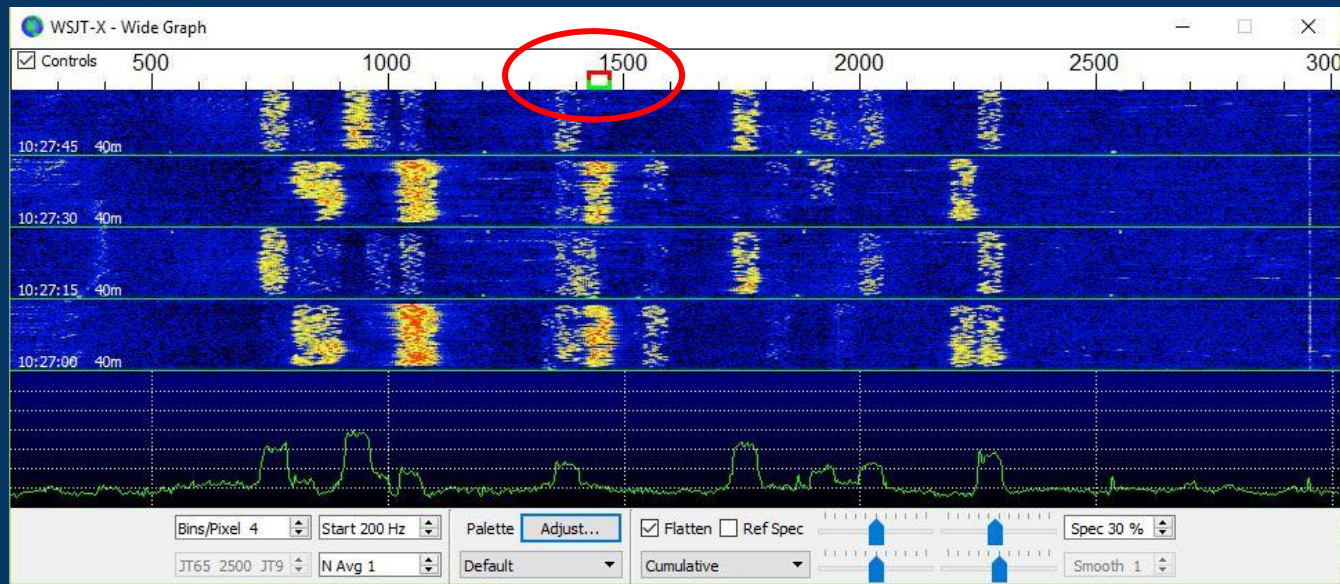 WSJT-X - Wide Graph
Controls 500 1000 1500 2000 2500 300
10:27:45 40m
10:27:30 40m
10:27:15 40m
10:27:00 40m
Bins/Pixel 4 Start 200 Hz Palette Adjust... Flatten Ref Spec Spec 30 %
JT65 2500 JT9 N Avg 1 Default Cumulative Smooth 1